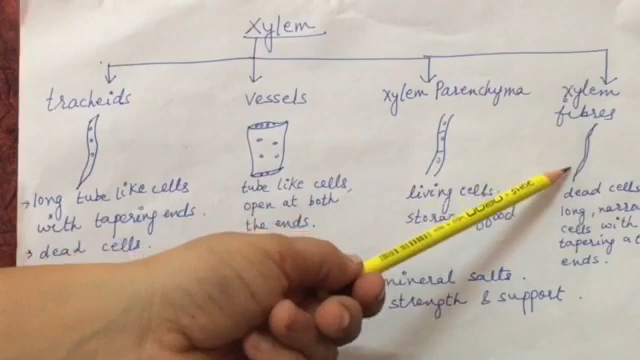 Xylem
tracheids
vessels
xylem Parenchyma
xylem
fibres
→ long tube like cells
with tapering ends.
→ dead cells.
tube like cells,
open at both
the ends.
living cells.
food
dead cells
long,
cells with
tapering at
ends.
mineral salts.
strength & support.
DOMS